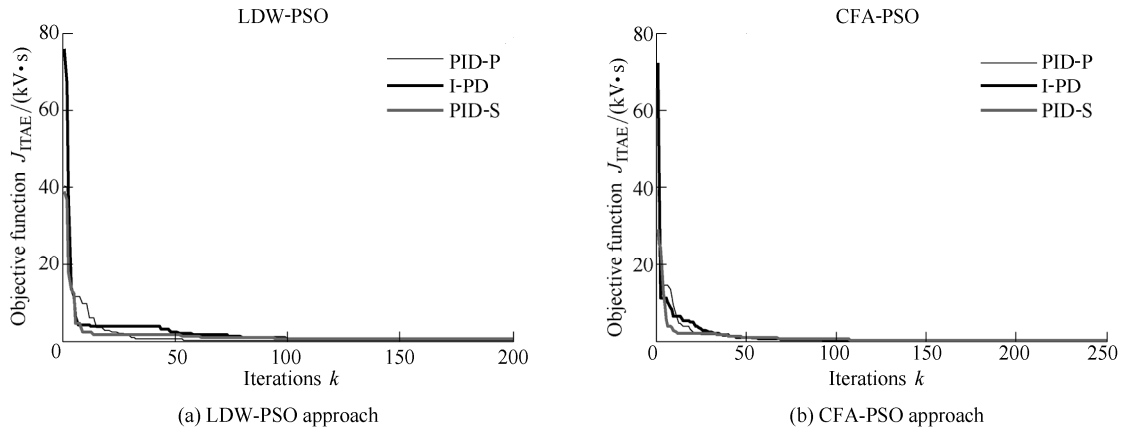 LDW-PSO
80
60
40
20
0
50
100
150
200
Objective function J_ITAE/(kV•s)
Iterations k
PID-P
I-PD
PID-S
(a) LDW-PSO approach
CFA-PSO
80
60
40
20
0
50
100
150
200
250
Objective function J_ITAE/(kV•s)
Iterations k
PID-P
I-PD
PID-S
(b) CFA-PSO approach